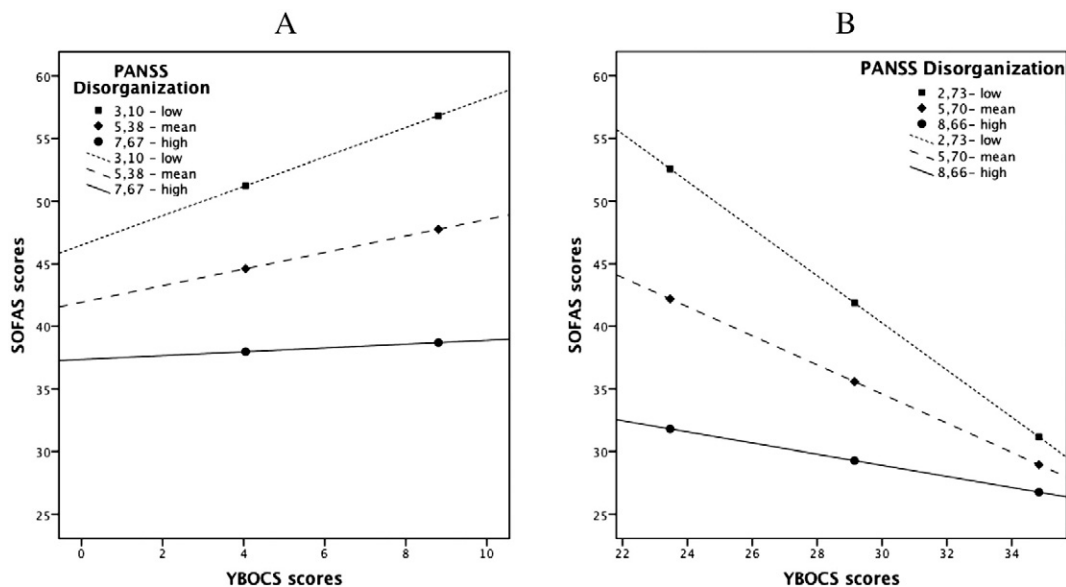 A
PANSS
Disorganization
3,10 - low
5,38 - mean
7,67 - high
3,10 - low
5,38 - mean
7,67 - high
60
55
50
45
40
35
30
25
SOFAS scores
0 2 4 6 8 10
YBOCS scores
B
PANSS Disorganization
2,73- low
5,70- mean
8,66- high
2,73- low
5,70- mean
8,66- high
60
55
50
45
40
35
30
25
SOFAS scores
22 24 26 28 30 32 34
YBOCS scores